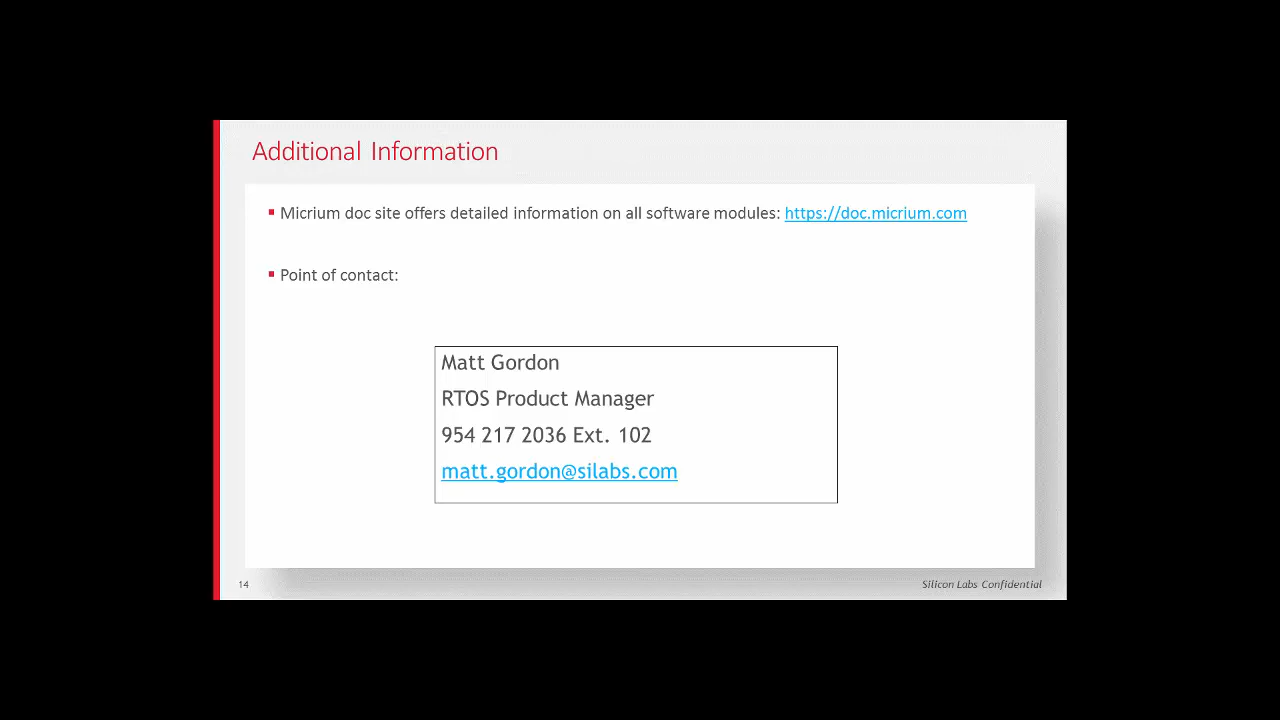 Additional Information
▪ Micrium doc site offers detailed information on all software modules: https://doc.micrium.com
▪ Point of contact:
Matt Gordon
RTOS Product Manager
954 217 2036 Ext. 102
matt.gordon@silabs.com
14
Silicon Labs Confidential